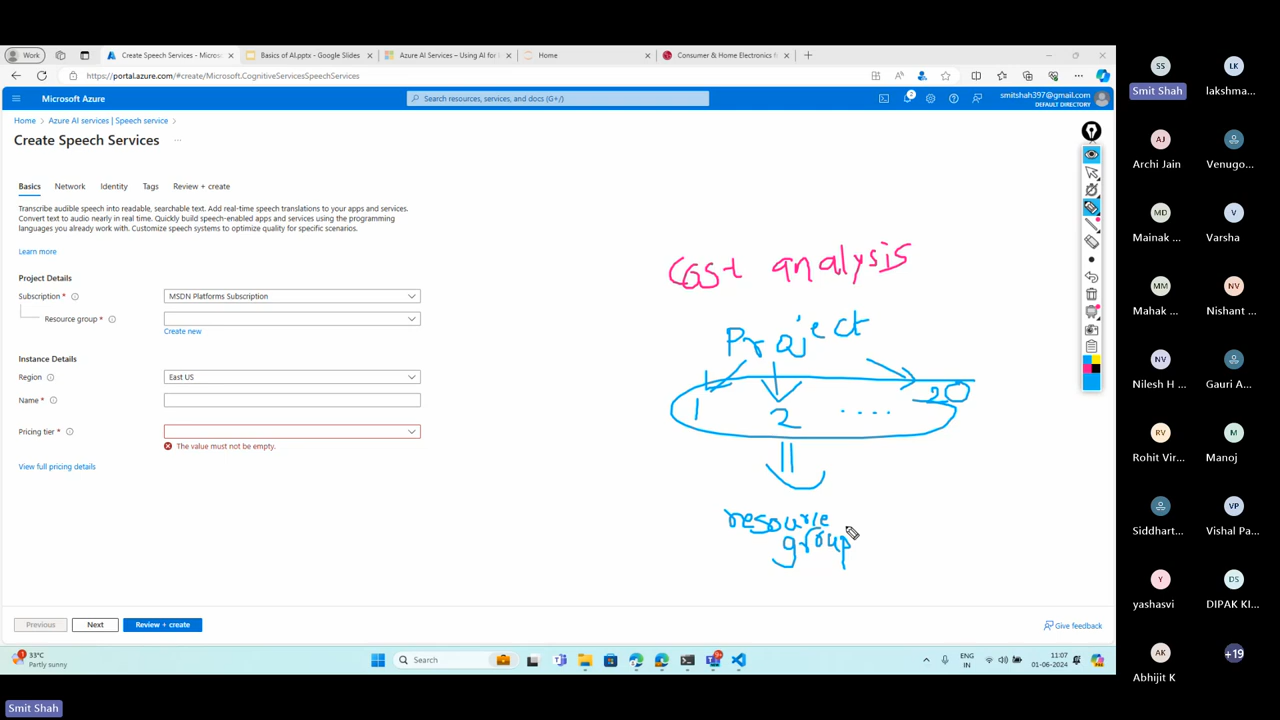 Work
Create Speech Services - Micros
Basics of AI.pptx - Google Slides
Azure AI Services – Using AI for
Home
Consumer & Home Electronics f
https://portal.azure.com/#create/Microsoft.CognitiveServicesSpeechServices
Microsoft Azure
Search resources, services, and docs (G+/)
2
smitshah397@gmail.com
DEFAULT DIRECTORY
Home > Azure AI services | Speech service >
Create Speech Services ...
Basics Network Identity Tags Review + create
Transcribe audible speech into readable, searchable text. Add real-time speech translations to your apps and services.
Convert text to audio nearly in real time. Quickly build speech-enabled apps and services using the programming
languages you already work with. Customize speech systems to optimize quality for specific scenarios.
Learn more
Project Details
Subscription * MSDN Platforms Subscription
Resource group *
Create new
Instance Details
Region East US
Name *
Pricing tier *
The value must not be empty.
View full pricing details
Cost analysis
Project
1 2 .... 20
resource
group
Previous Next Review + create
Give feedback
33°C
Partly sunny
Search
ENG
IN
11:07
01-06-2024
Smit Shah
SS
Smit Shah
LK
lakshma...
AJ
Archi Jain
Venugo...
MD
Mainak ...
V
Varsha
MM
Mahak ...
NV
Nishant ...
NV
Nilesh H ...
Gauri A...
RV
Rohit Vir...
M
Manoj
Siddhart...
VP
Vishal Pa...
Y
yashasvi
DS
DIPAK KI...
AK
Abhijit K
+19